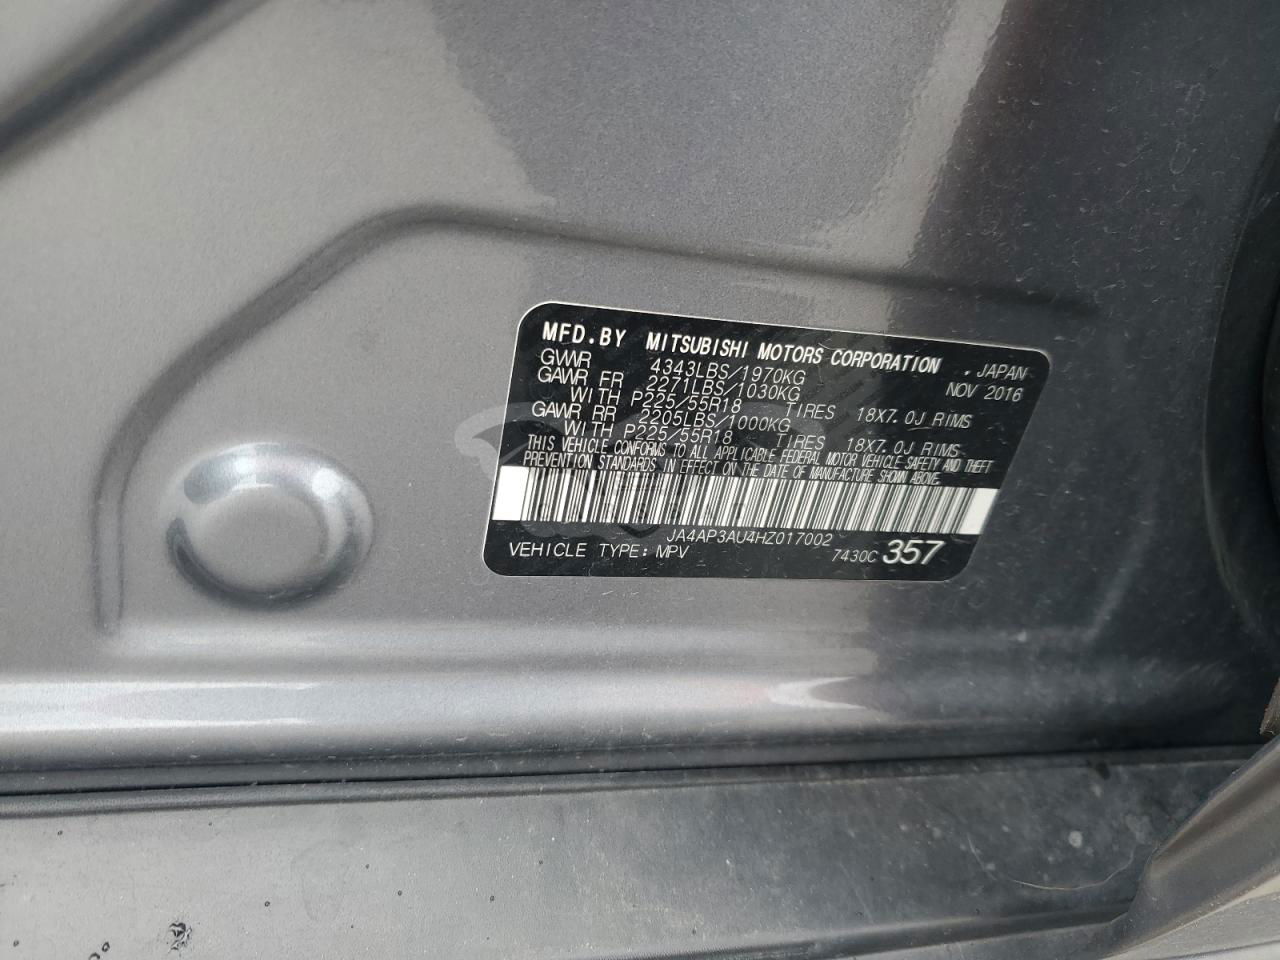 MFD.BY MITSUBISHI MOTORS CORPORATION , JAPAN
GVWR 4343LBS/1970KG NOV 2016
GAWR FR 2271LBS/1030KG
WITH P225/55R18 TIRES 18X7.0J RIMS
GAWR RR 2205LBS/1000KG
WITH P225/55R18 TIRES 18X7.0J RIMS
THIS VEHICLE CONFORMS TO ALL APPLICABLE FEDERAL MOTOR VEHICLE SAFETY AND THEFT
PREVENTION STANDARDS IN EFFECT ON THE DATE OF MANUFACTURE SHOWN ABOVE.
JA4AP3AU4HZ017002
VEHICLE TYPE: MPV 7430C 357